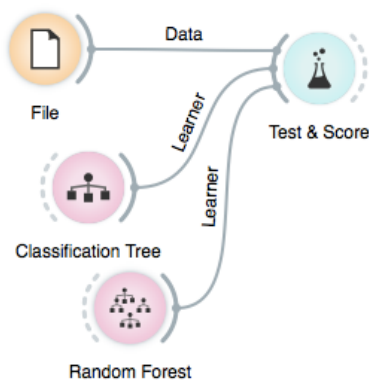 Data
File
Learner
Test & Score
Learner
Classification Tree
Random Forest